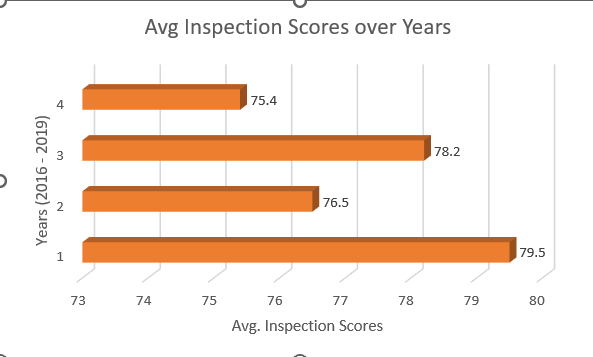 Avg Inspection Scores over Years
Years (2016 - 2019)
4
75.4
3
78.2
2
76.5
1
79.5
73 74 75 76 77 78 79 80
Avg. Inspection Scores